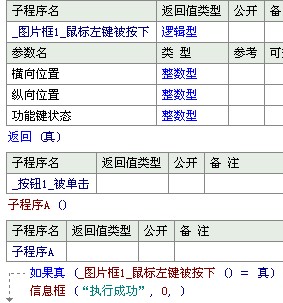 子程序名 返回值类型 公开 备
_图片框1_鼠标左键被按下 逻辑型
参数名 类 型 参考 可
横向位置 整数型
纵向位置 整数型
功能键状态 整数型
返回 (真)
子程序名 返回值类型 公开 备 注
_按钮1_被单击
子程序A ()
子程序名 返回值类型 公开 备 注
子程序A
如果真 (_图片框1_鼠标左键被按下 () = 真)
信息框 (“执行成功”, 0, )